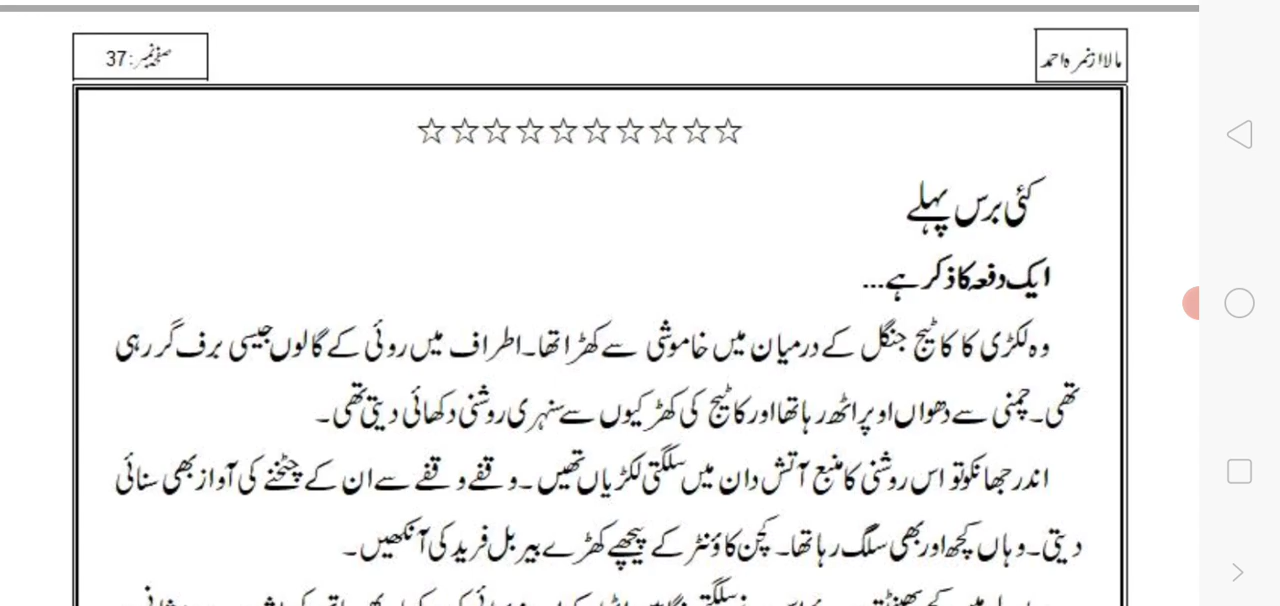 مالا از نمرہ احمد
صفحہ نمبر: 37
☆☆☆☆☆☆☆☆☆☆
کئی برس پہلے
ایک دفعہ کا ذکر ہے...
وہ لکڑی کا کاٹیج جنگل کے درمیان میں خاموشی سے کھڑا تھا۔ اطراف میں روئی کے گالوں جیسی برف گر رہی
تھی۔ چمنی سے دھواں اوپر اٹھ رہا تھا اور کاٹیج کی کھڑکیوں سے سنہری روشنی دکھائی دیتی تھی۔
اندر جھانکو تو اس روشنی کا منبع آتش دان میں سلگتی لکڑیاں تھیں۔ وقفے وقفے سے ان کے چٹخنے کی آواز بھی سنائی
دیتی۔ وہاں کچھ اور بھی سلگ رہا تھا۔ کچن کاؤنٹر کے پیچھے کھڑے بیربل فرید کی آنکھیں۔